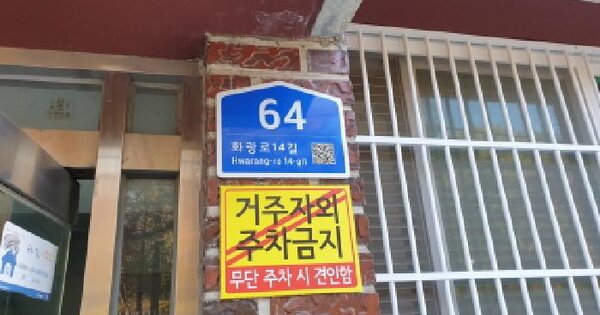 64
화랑로14길
Hwarang-ro 14-gil
거주자외
주차금지
무단 주차 시 견인함